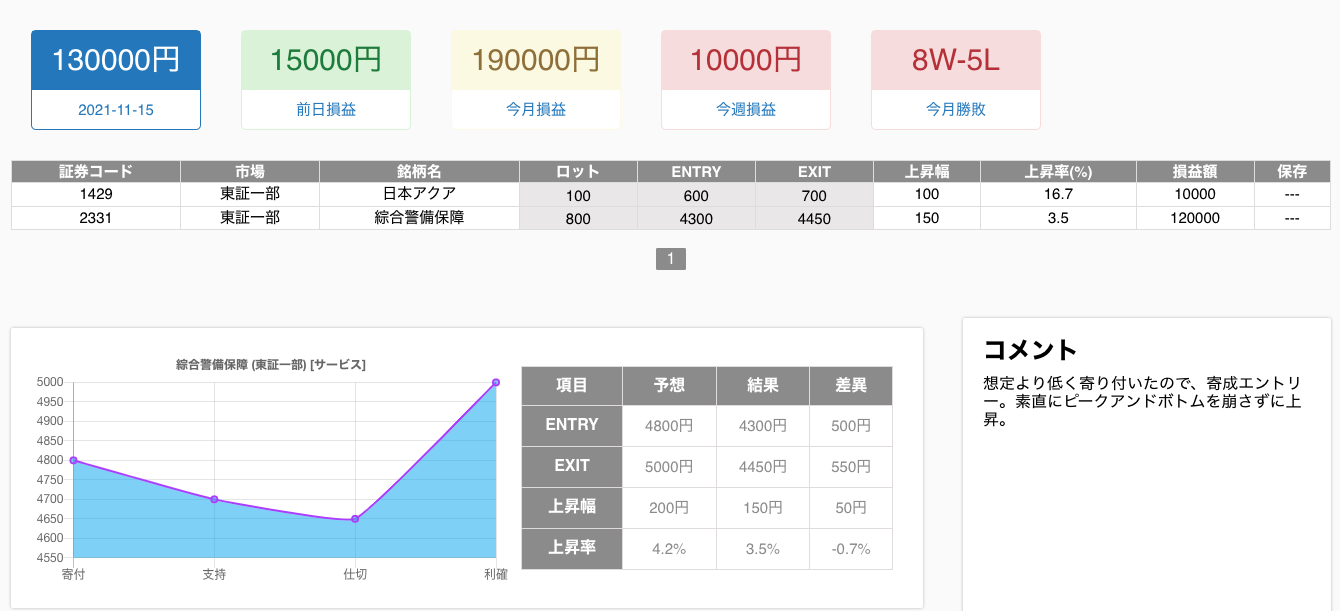 130000円
2021-11-15
15000円
前日損益
190000円
今月損益
10000円
今週損益
8W-5L
今月勝敗
証券コード 市場 銘柄名 ロット ENTRY EXIT 上昇幅 上昇率(%) 損益額 保存
1429 東証一部 日本アクア 100 600 700 100 16.7 10000 ---
2331 東証一部 綜合警備保障 800 4300 4450 150 3.5 120000 ---
1
綜合警備保障 (東証一部) [サービス]
5000
4950
4900
4850
4800
4750
4700
4650
4600
4550
寄付 支持 仕切 利確
項目 予想 結果 差異
ENTRY 4800円 4300円 500円
EXIT 5000円 4450円 550円
上昇幅 200円 150円 50円
上昇率 4.2% 3.5% -0.7%
コメント
想定より低く寄り付いたので、寄成エントリ
ー。素直にピークアンドボトムを崩さずに上
昇。